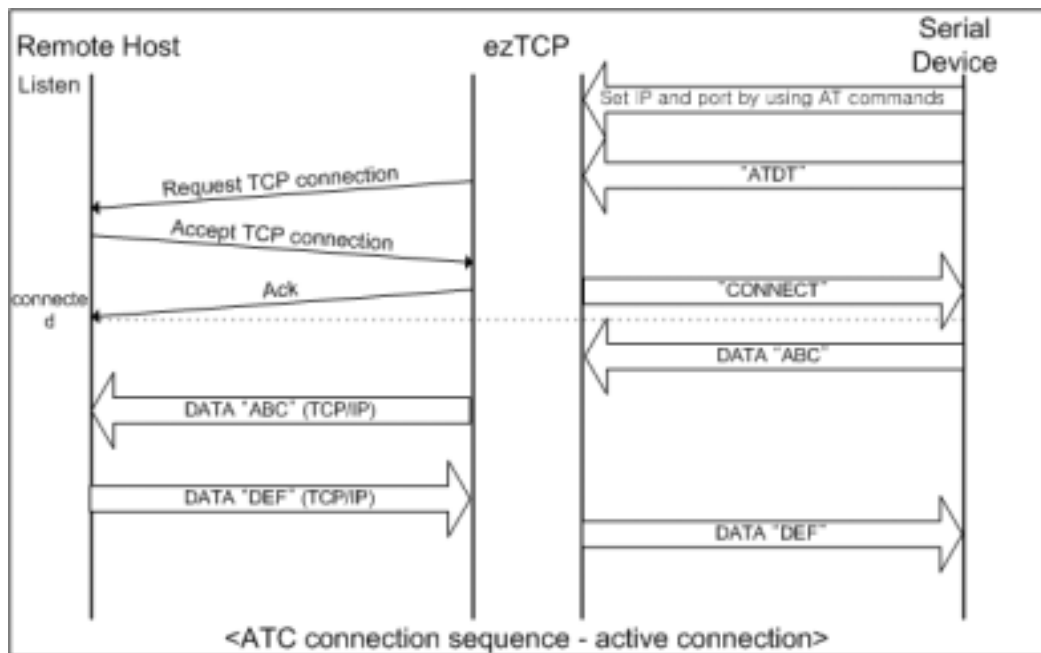 Remote Host
ezTCP
Serial
Device
Listen
Set IP and port by using AT commands
"ATDT"
Request TCP connection
Accept TCP connection
Ack
"CONNECT"
connecte
d
DATA "ABC"
DATA "ABC" (TCP/IP)
DATA "DEF" (TCP/IP)
DATA "DEF"
<ATC connection sequence - active connection>